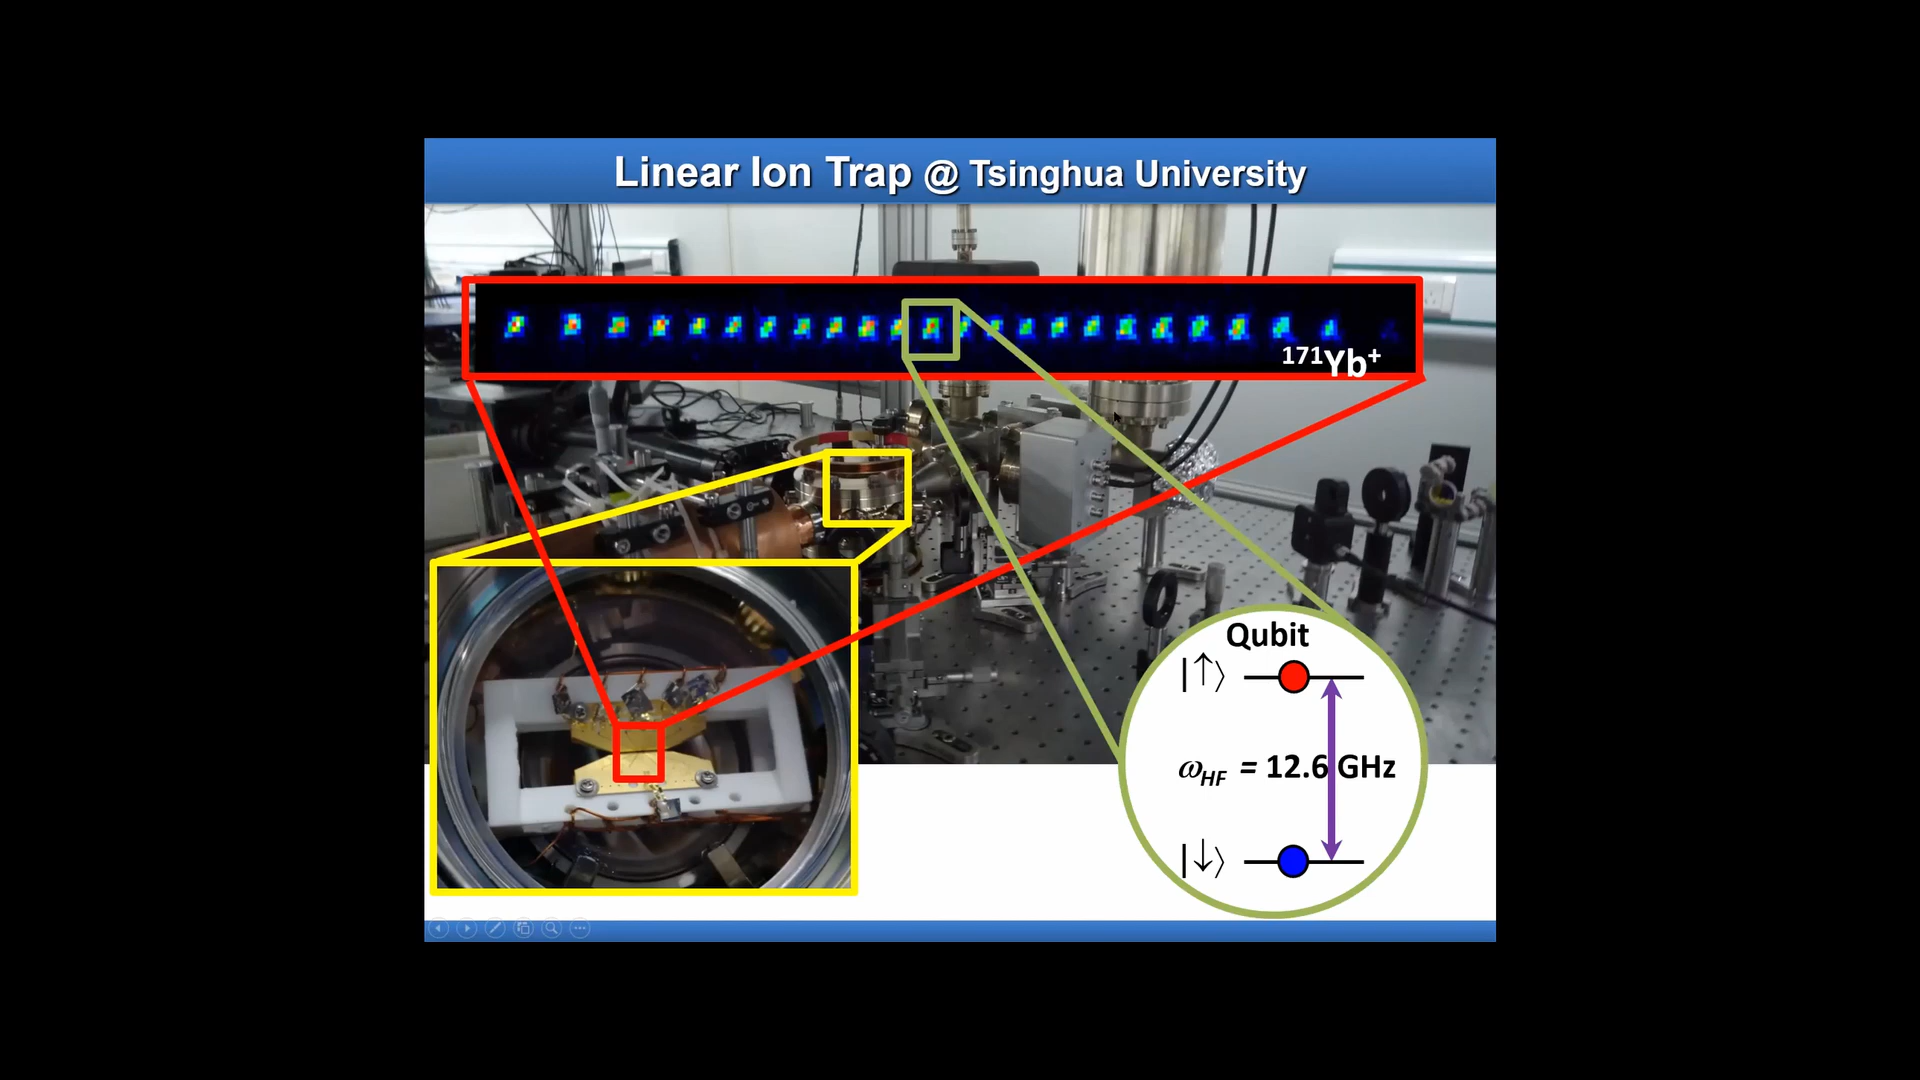 Linear Ion Trap @ Tsinghua University
171Yb+
Qubit
|↑⟩
ωHF = 12.6 GHz
|↓⟩